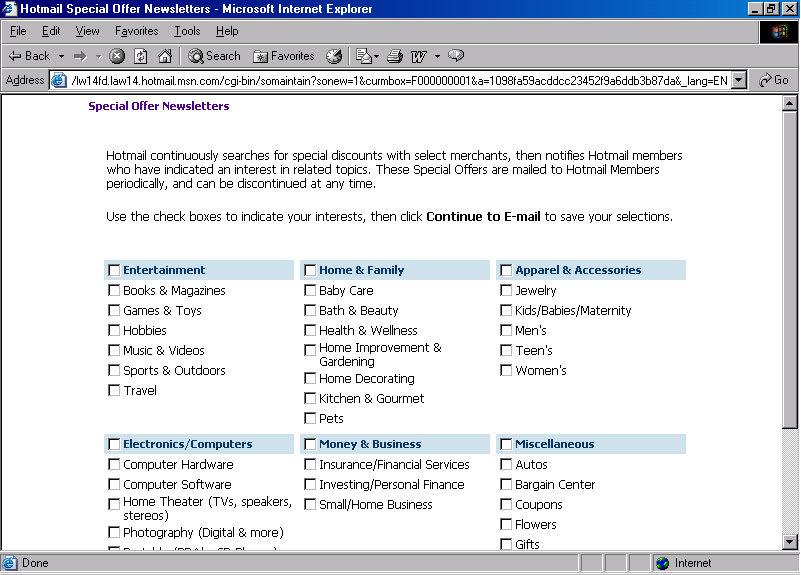 Hotmail Special Offer Newsletters - Microsoft Internet Explorer
File Edit View Favorites Tools Help
Back Search Favorites
Address /lw14fd.law14.hotmail.msn.com/cgi-bin/somaintain?sonew=1&curmbox=F000000001&a=1098fa59acddcc23452f9a6ddb3b87da&_lang=EN Go
Special Offer Newsletters
Hotmail continuously searches for special discounts with select merchants, then notifies Hotmail members
who have indicated an interest in related topics. These Special Offers are mailed to Hotmail Members
periodically, and can be discontinued at any time.
Use the check boxes to indicate your interests, then click Continue to E-mail to save your selections.
Entertainment
Books & Magazines
Games & Toys
Hobbies
Music & Videos
Sports & Outdoors
Travel
Home & Family
Baby Care
Bath & Beauty
Health & Wellness
Home Improvement &
Gardening
Home Decorating
Kitchen & Gourmet
Pets
Apparel & Accessories
Jewelry
Kids/Babies/Maternity
Men's
Teen's
Women's
Electronics/Computers
Computer Hardware
Computer Software
Home Theater (TVs, speakers,
stereos)
Photography (Digital & more)
Money & Business
Insurance/Financial Services
Investing/Personal Finance
Small/Home Business
Miscellaneous
Autos
Bargain Center
Coupons
Flowers
Gifts
Done Internet